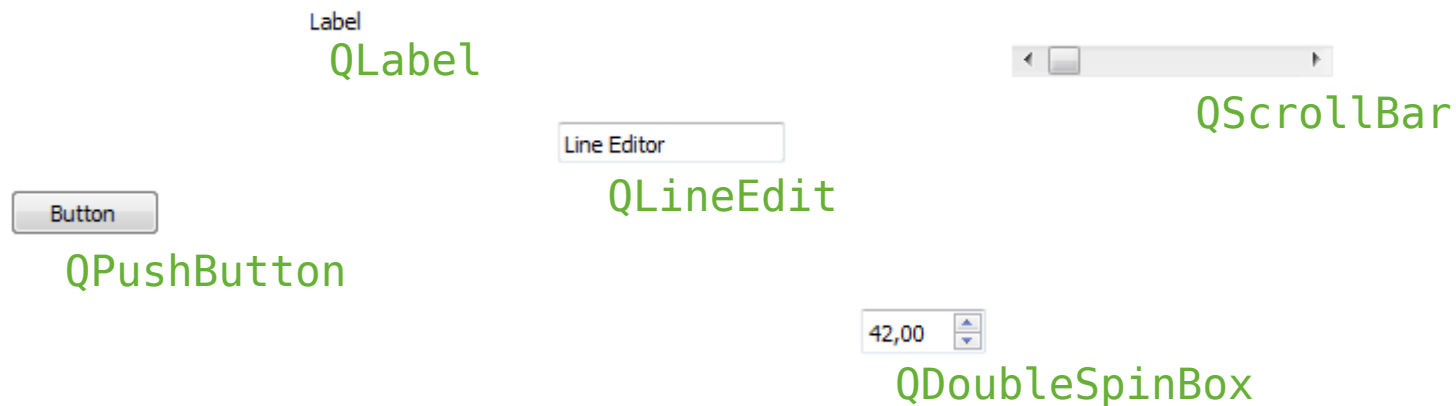 Label
QLabel
QScrollBar
Line Editor
QLineEdit
Button
QPushButton
42,00
QDoubleSpinBox